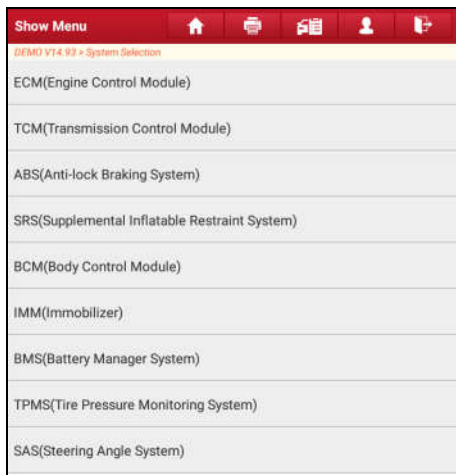 Show Menu
DEMO V14.93 > System Selection
ECM(Engine Control Module)
TCM(Transmission Control Module)
ABS(Anti-lock Braking System)
SRS(Supplemental Inflatable Restraint System)
BCM(Body Control Module)
IMM(Immobilizer)
BMS(Battery Manager System)
TPMS(Tire Pressure Monitoring System)
SAS(Steering Angle System)